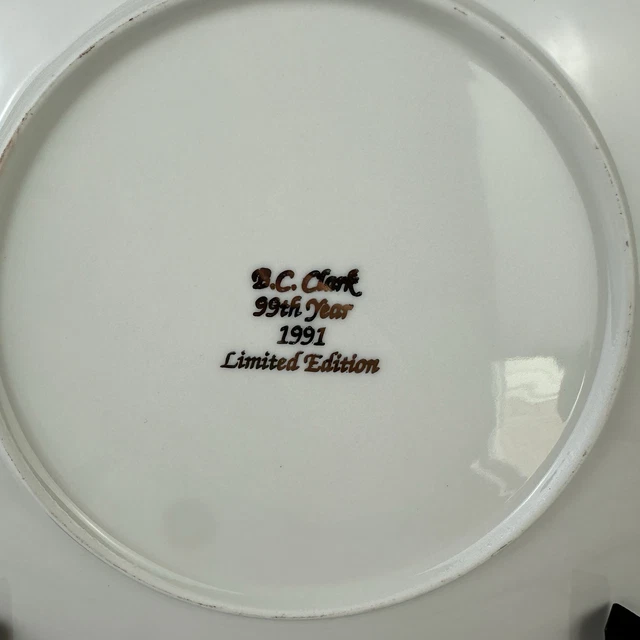 B.C. Clark
99th Year
1991
Limited Edition